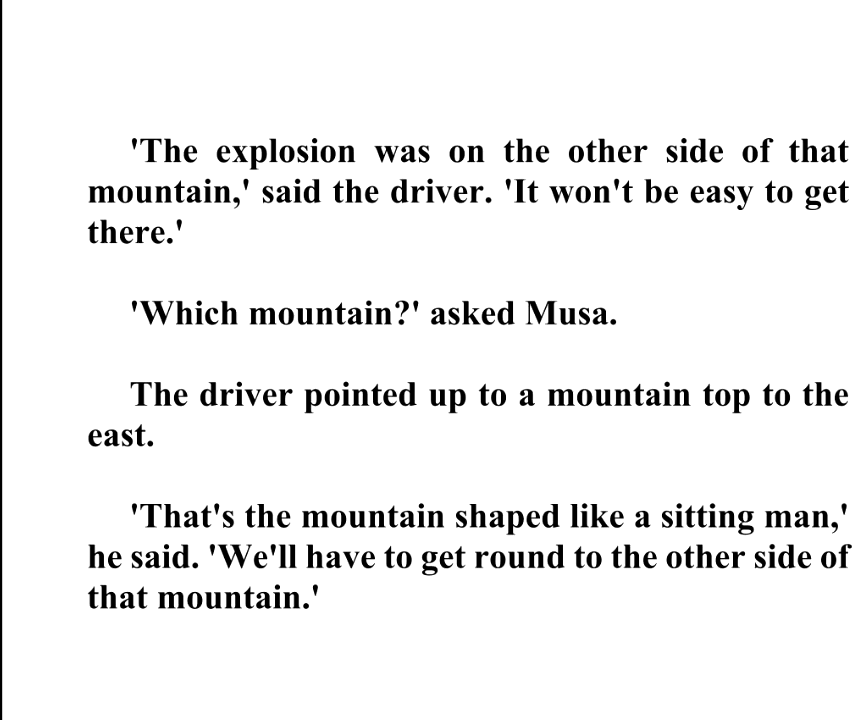 'The explosion was on the other side of that
mountain,' said the driver. 'It won't be easy to get
there.'
'Which mountain?' asked Musa.
The driver pointed up to a mountain top to the
east.
'That's the mountain shaped like a sitting man,'
he said. 'We'll have to get round to the other side of
that mountain.'